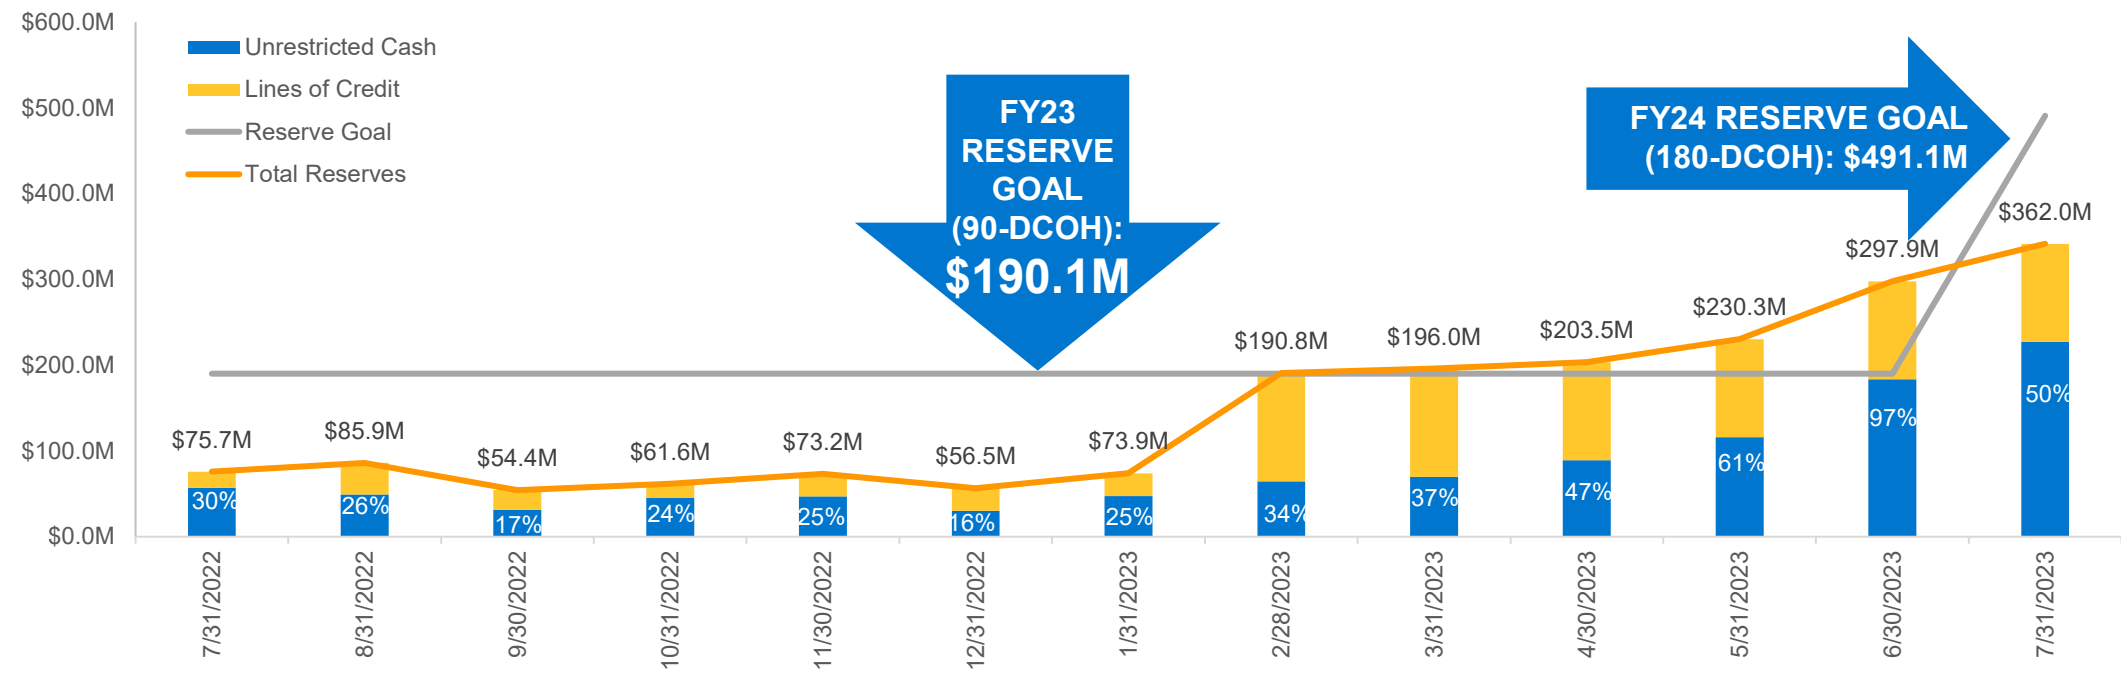 $600.0M
$500.0M
$400.0M
$300.0M
$200.0M
$100.0M
$0.0M
Unrestricted Cash
Lines of Credit
Reserve Goal
Total Reserves
FY23
RESERVE
GOAL
(90-DCOH):
$190.1M
FY24 RESERVE GOAL
(180-DCOH): $491.1M
$75.7M
$85.9M
$54.4M
$61.6M
$73.2M
$56.5M
$73.9M
$190.8M
$196.0M
$203.5M
$230.3M
$297.9M
$362.0M
30%
26%
17%
24%
25%
16%
25%
34%
37%
47%
61%
97%
50%
7/31/2022
8/31/2022
9/30/2022
10/31/2022
11/30/2022
12/31/2022
1/31/2023
2/28/2023
3/31/2023
4/30/2023
5/31/2023
6/30/2023
7/31/2023